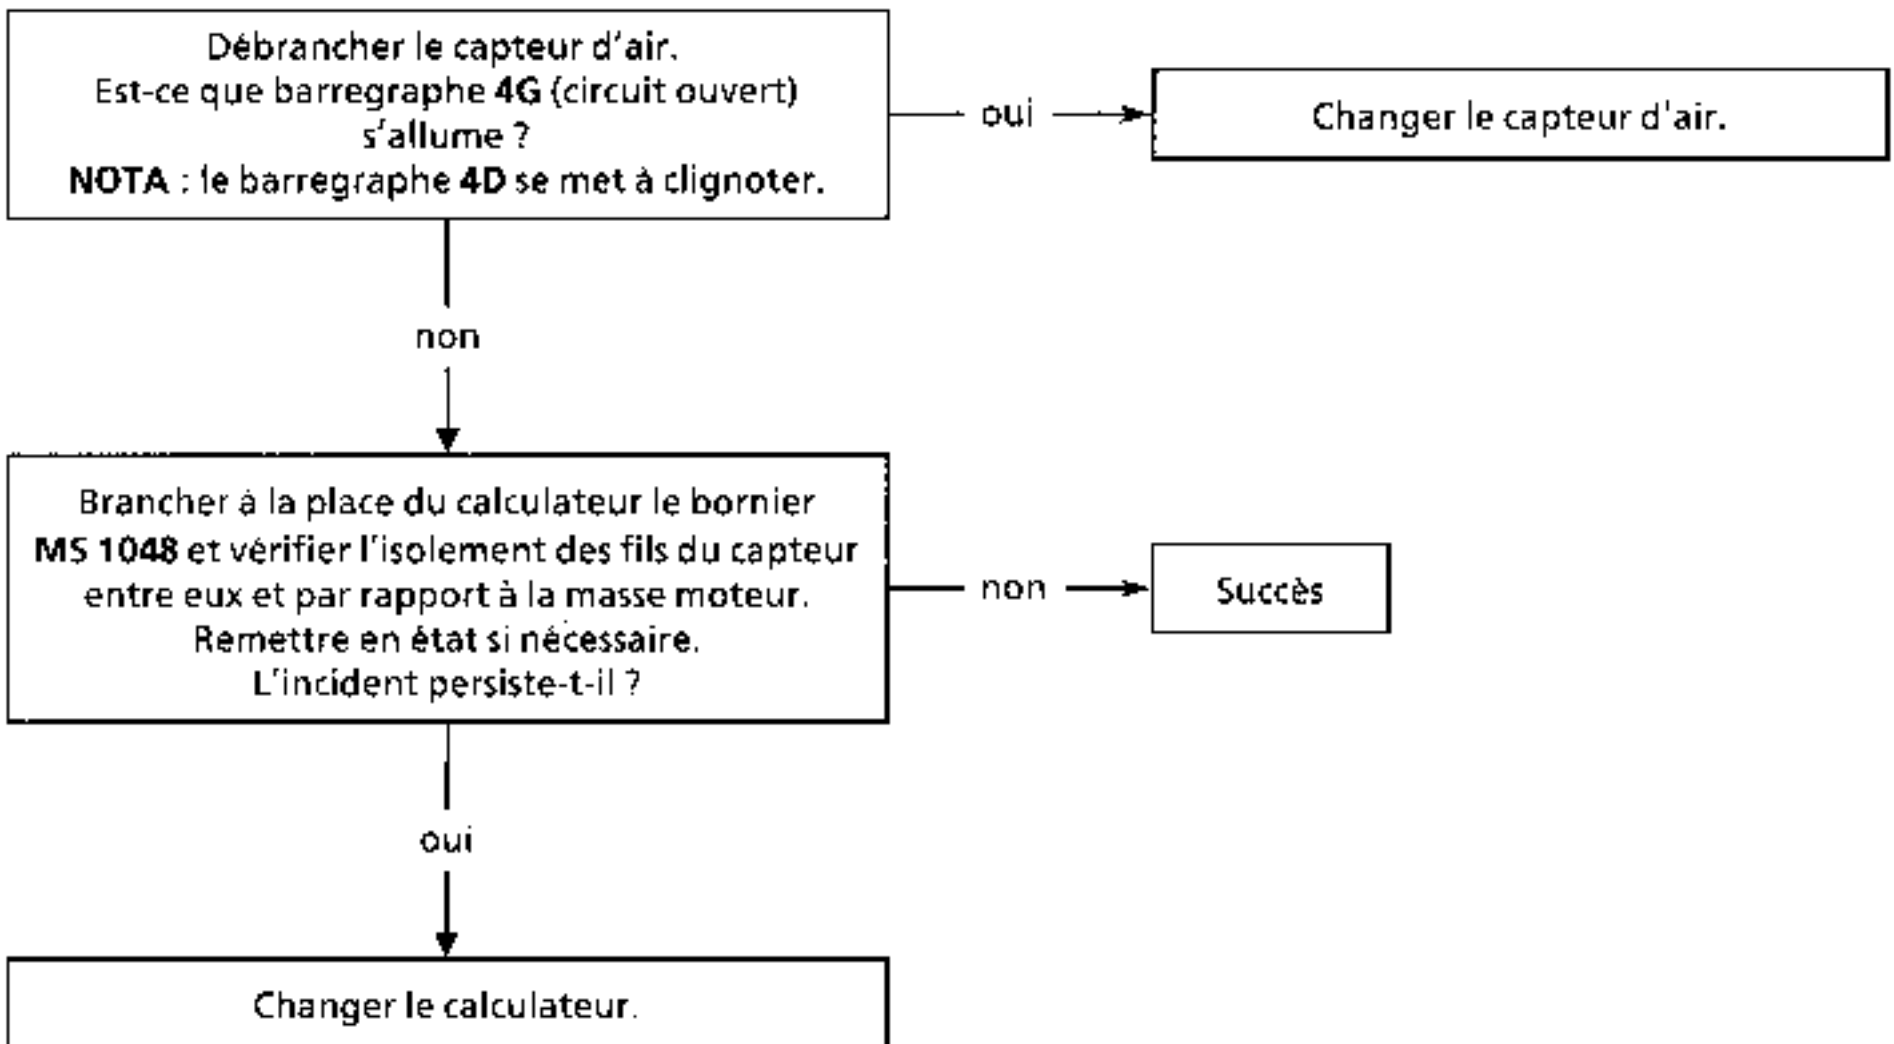 Débrancher le capteur d'air.
Est-ce que barregraphe 4G (circuit ouvert)
s'allume ?
NOTA : le barregraphe 4D se met à clignoter.
oui
Changer le capteur d'air.
non
Brancher à la place du calculateur le bornier
MS 1048 et vérifier l'isolement des fils du capteur
entre eux et par rapport à la masse moteur.
Remettre en état si nécessaire.
L'incident persiste-t-il ?
non
Succès
oui
Changer le calculateur.